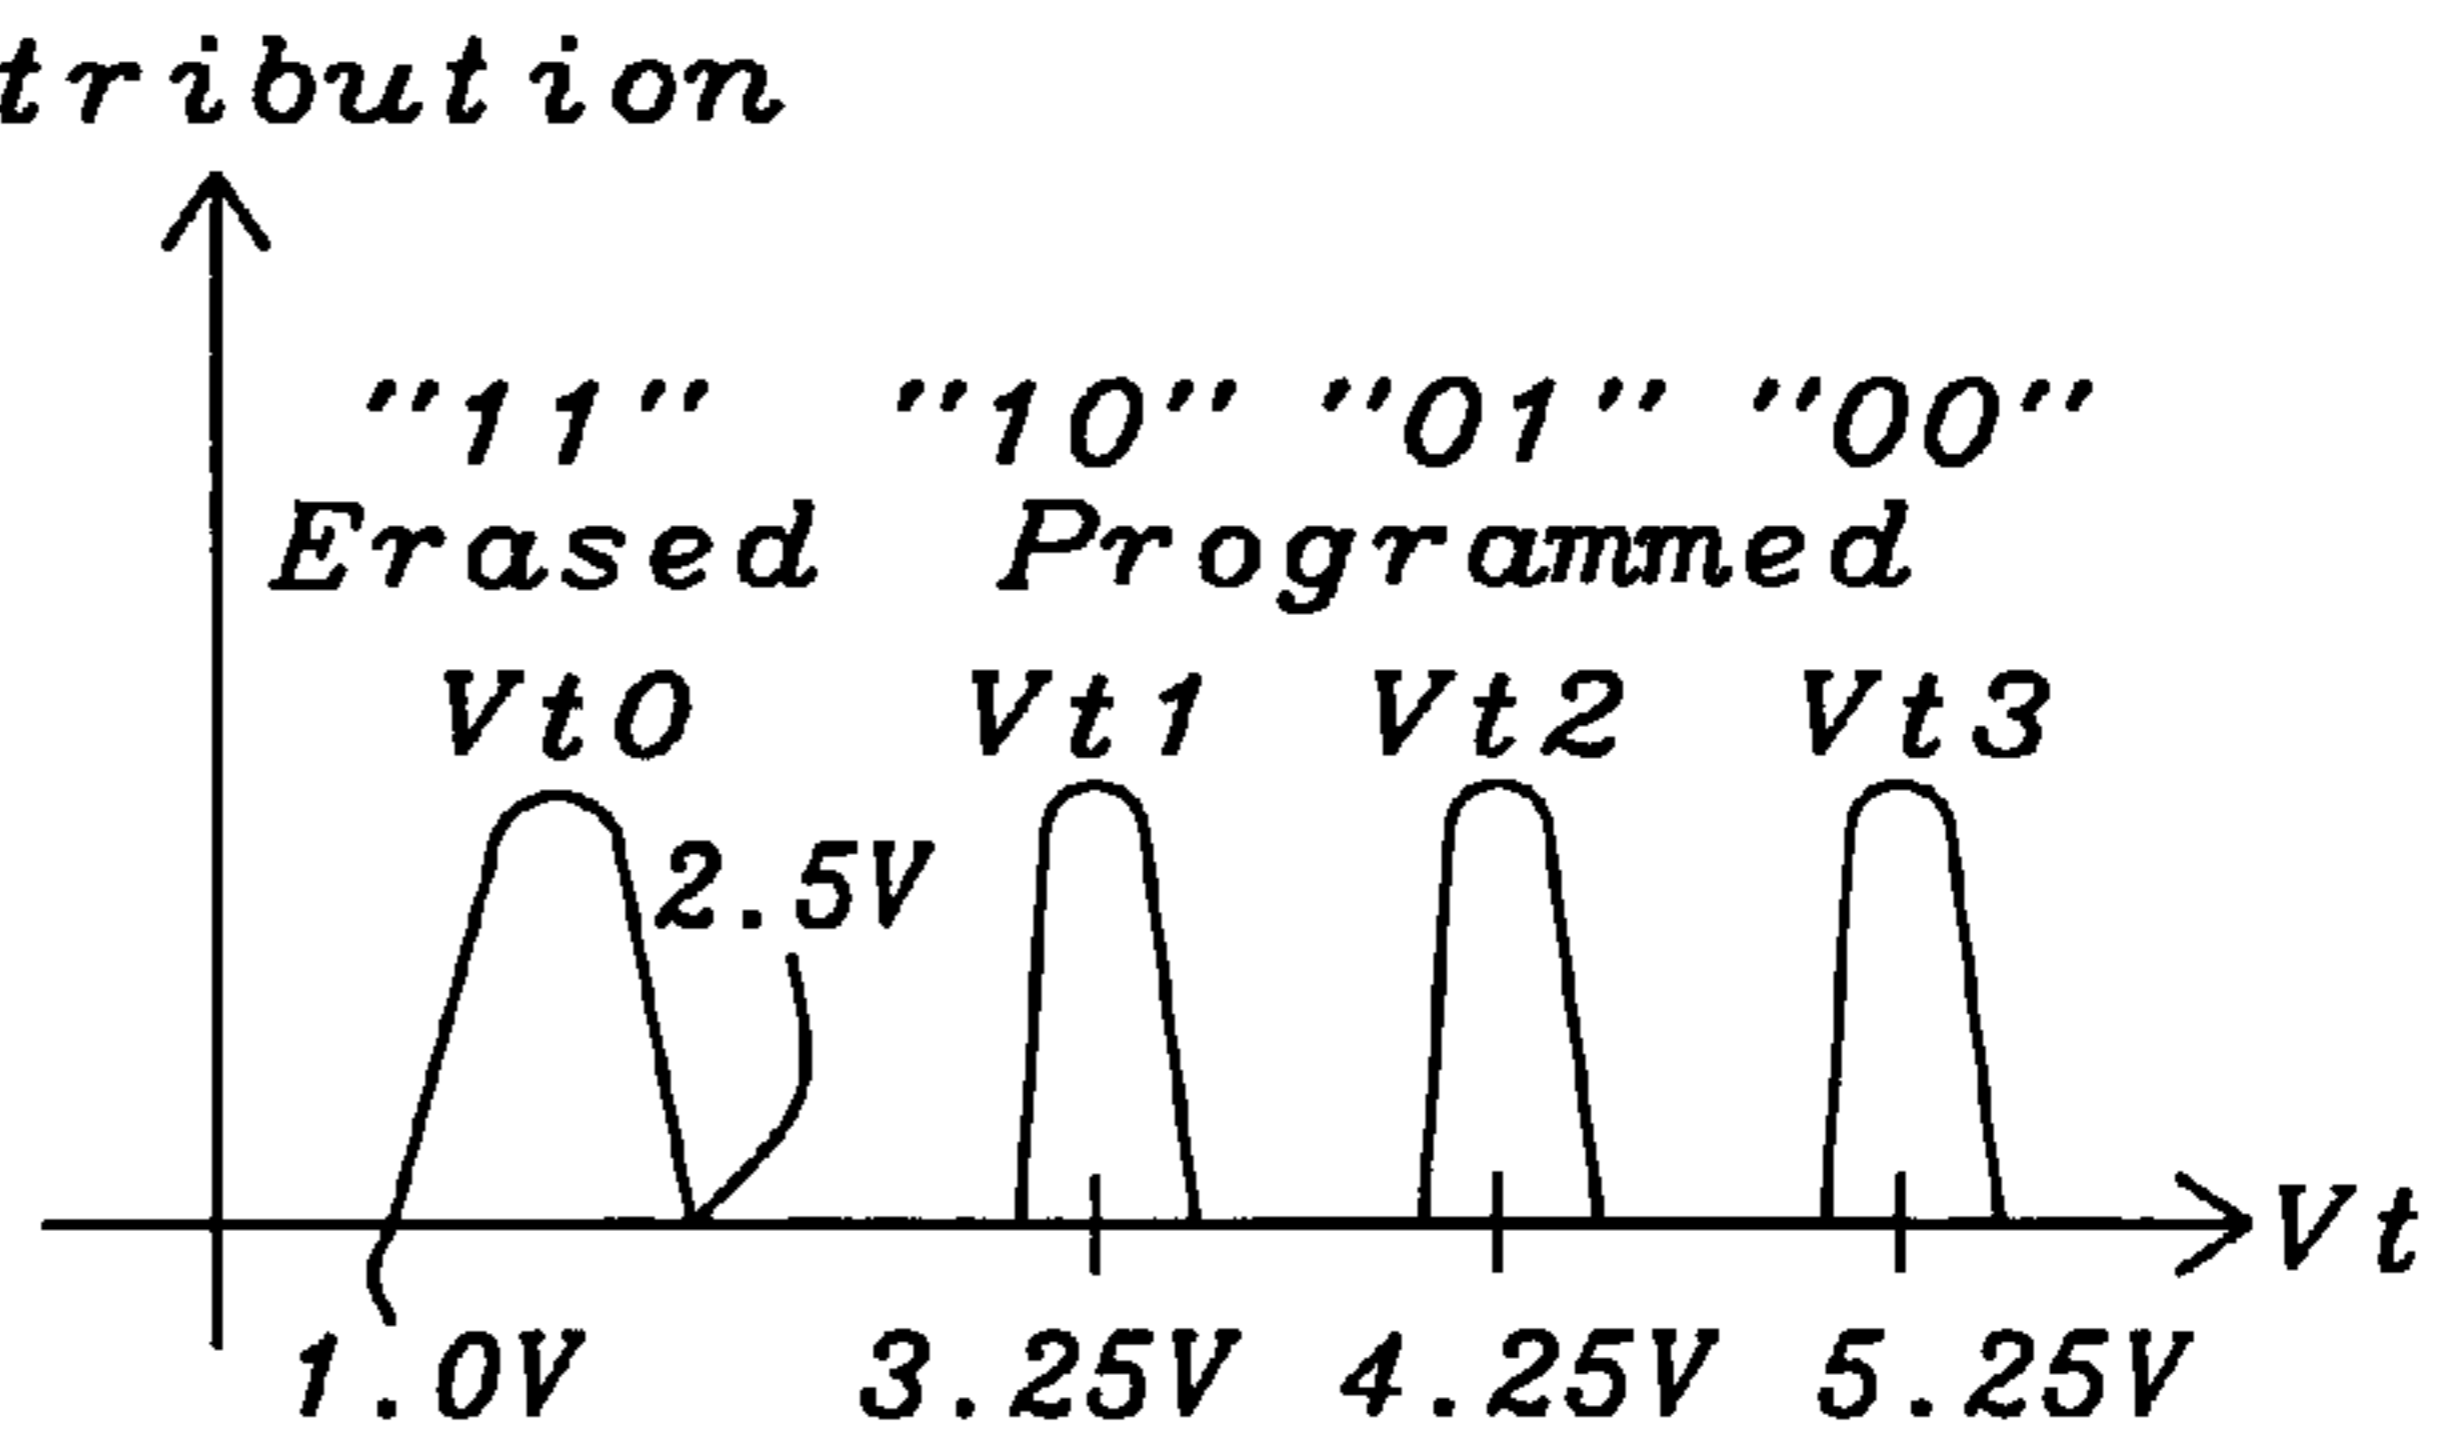 tribution
"11" "10" "01" "00"
Erased Programmed
Vt0 Vt1 Vt2 Vt3
2.5V
Vt
1.0V 3.25V 4.25V 5.25V